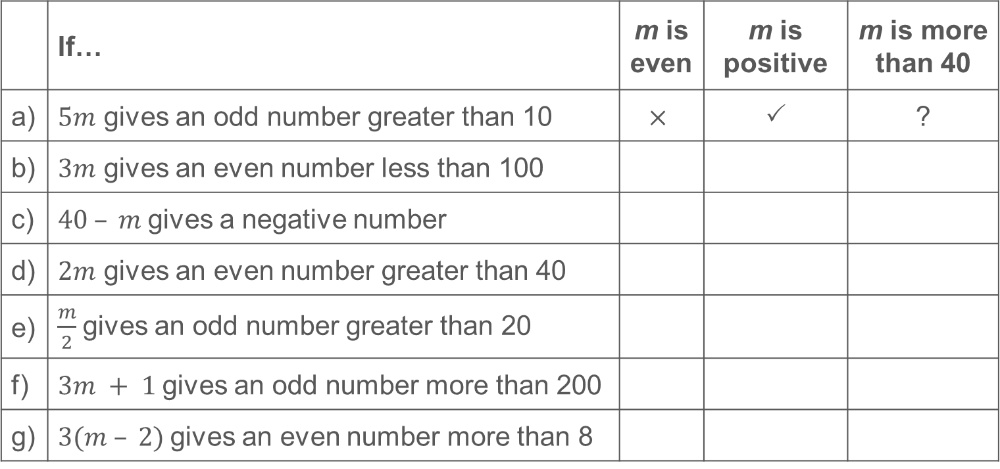 If… m is even m is positive m is more than 40
a) 5m gives an odd number greater than 10 × ✓ ?
b) 3m gives an even number less than 100
c) 40 – m gives a negative number
d) 2m gives an even number greater than 40
e) m/2 gives an odd number greater than 20
f) 3m + 1 gives an odd number more than 200
g) 3(m – 2) gives an even number more than 8